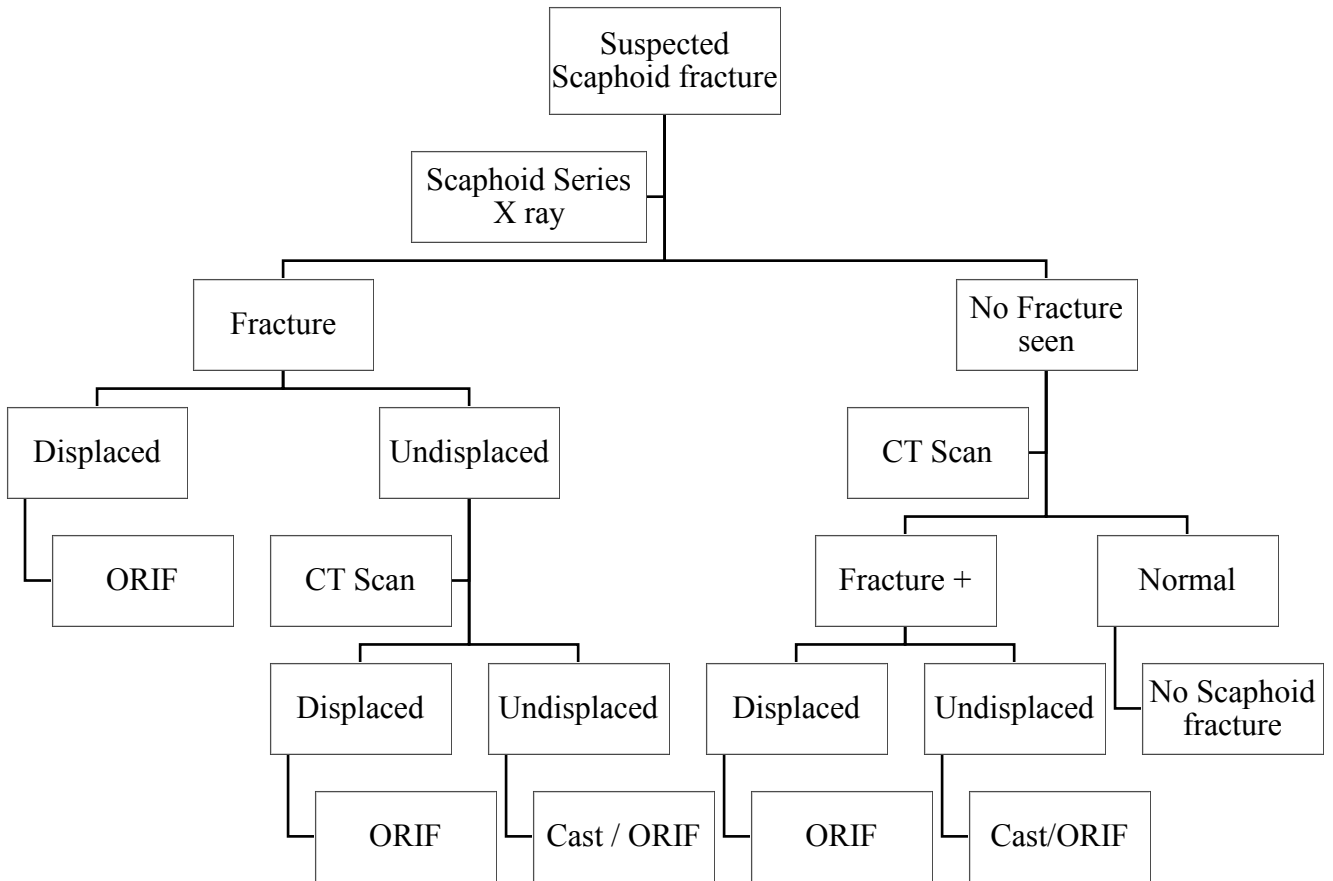 Suspected
Scaphoid fracture
Scaphoid Series
X ray
Fracture
No Fracture
seen
Displaced
Undisplaced
CT Scan
ORIF
CT Scan
Fracture +
Normal
Displaced
Undisplaced
Displaced
Undisplaced
No Scaphoid
fracture
ORIF
Cast / ORIF
ORIF
Cast/ORIF